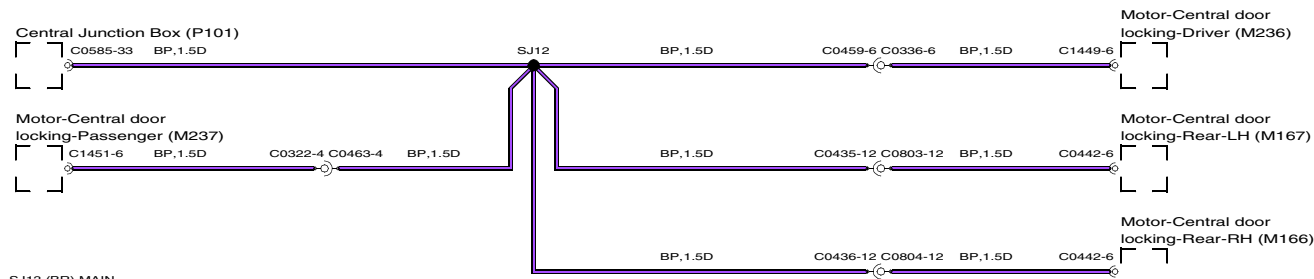 Central Junction Box (P101)
C0585-33 BP,1.5D SJ12 BP,1.5D C0459-6 C0336-6 BP,1.5D C1449-6
Motor-Central door
locking-Driver (M236)
Motor-Central door
locking-Passenger (M237)
C1451-6 BP,1.5D C0322-4 C0463-4 BP,1.5D
BP,1.5D C0435-12 C0803-12 BP,1.5D C0442-6
Motor-Central door
locking-Rear-LH (M167)
BP,1.5D C0436-12 C0804-12 BP,1.5D C0442-6
Motor-Central door
locking-Rear-RH (M166)
SJ12 (BP) MAIN